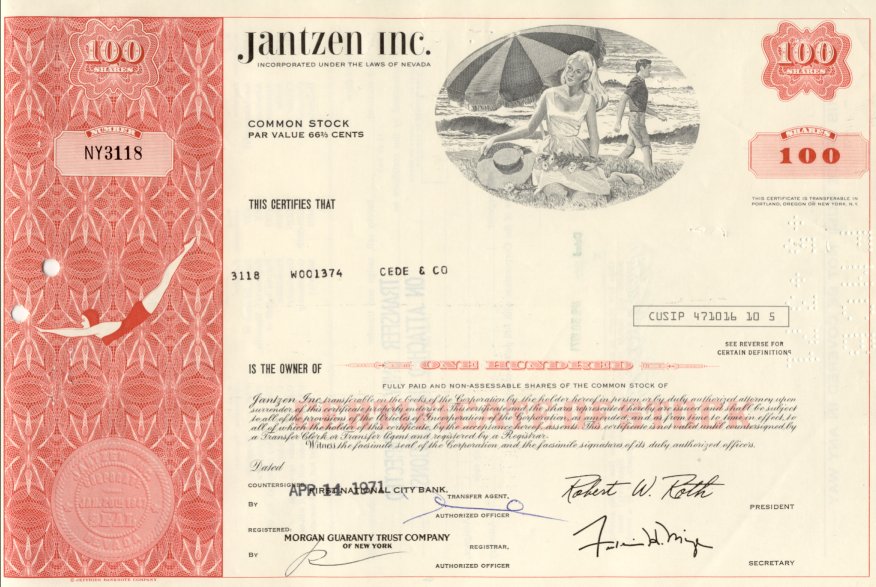 100
SHARES
Jantzen Inc.
INCORPORATED UNDER THE LAWS OF NEVADA
100
SHARES
NUMBER
NY3118
COMMON STOCK
PAR VALUE 66⅔ CENTS
SHARES
100
THIS CERTIFICATE IS TRANSFERABLE IN
PORTLAND, OREGON OR NEW YORK, N.Y.
THIS CERTIFIES THAT
3118 W001374 CEDE & CO
CUSIP 471016 10 5
SEE REVERSE FOR
CERTAIN DEFINITIONS
IS THE OWNER OF ONE HUNDRED
FULLY PAID AND NON-ASSESSABLE SHARES OF THE COMMON STOCK OF
Jantzen Inc. transferable on the books of the Corporation by the holder hereof in person or by duly authorized attorney upon
surrender of this certificate properly endorsed. This certificate and the shares represented hereby are issued and shall be subject
to all of the provisions of the Articles of Incorporation of the Corporation, as amended from time to time in effect, to
all of which the holder of this certificate, by the acceptance hereof, assents. This certificate is not valid until countersigned by
a Transfer Clerk or Transfer Agent and registered by a Registrar.
Witness the facsimile seal of the Corporation and the facsimile signatures of its duly authorized officers.
Dated
APR 14 1971
COUNTERSIGNED
FIRST NATIONAL CITY BANK,
TRANSFER AGENT,
By
AUTHORIZED OFFICER
Robert W. Roth
PRESIDENT
REGISTERED:
MORGAN GUARANTY TRUST COMPANY
OF NEW YORK
REGISTRAR,
By
AUTHORIZED OFFICER
SECRETARY
© JEFFRIES BANKNOTE COMPANY